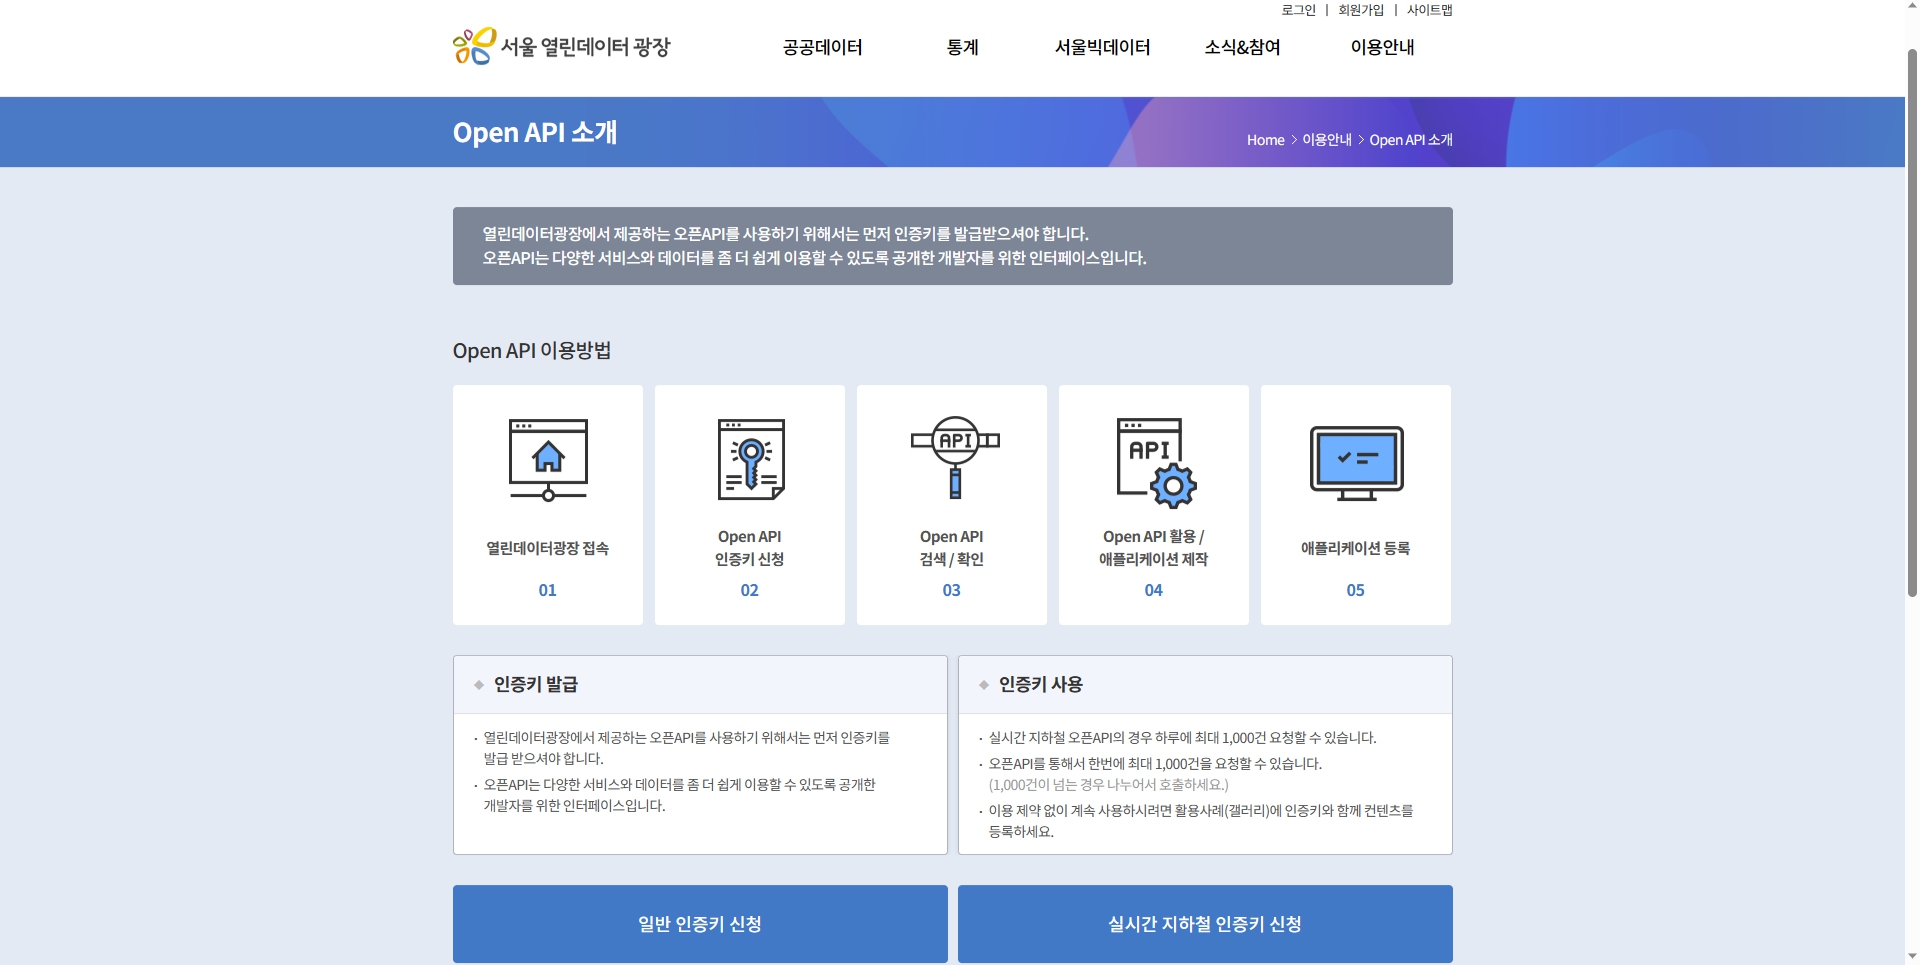 로그인 | 회원가입 | 사이트맵
서울 열린데이터 광장
공공데이터 통계 서울빅데이터 소식&참여 이용안내
Open API 소개
Home > 이용안내 > Open API 소개
열린데이터광장에서 제공하는 오픈API를 사용하기 위해서는 먼저 인증키를 발급받으셔야 합니다.
오픈API는 다양한 서비스와 데이터를 좀 더 쉽게 이용할 수 있도록 공개한 개발자를 위한 인터페이스입니다.
Open API 이용방법
열린데이터광장 접속
01
Open API
인증키 신청
02
API
Open API
검색 / 확인
03
API
Open API 활용 /
애플리케이션 제작
04
애플리케이션 등록
05
인증키 발급
· 열린데이터광장에서 제공하는 오픈API를 사용하기 위해서는 먼저 인증키를
발급 받으셔야 합니다.
· 오픈API는 다양한 서비스와 데이터를 좀 더 쉽게 이용할 수 있도록 공개한
개발자를 위한 인터페이스입니다.
인증키 사용
· 실시간 지하철 오픈API의 경우 하루에 최대 1,000건 요청할 수 있습니다.
· 오픈API를 통해서 한번에 최대 1,000건을 요청할 수 있습니다.
(1,000건이 넘는 경우 나누어서 호출하세요.)
· 이용 제약 없이 계속 사용하시려면 활용사례(갤러리)에 인증키와 함께 컨텐츠를
등록하세요.
일반 인증키 신청
실시간 지하철 인증키 신청